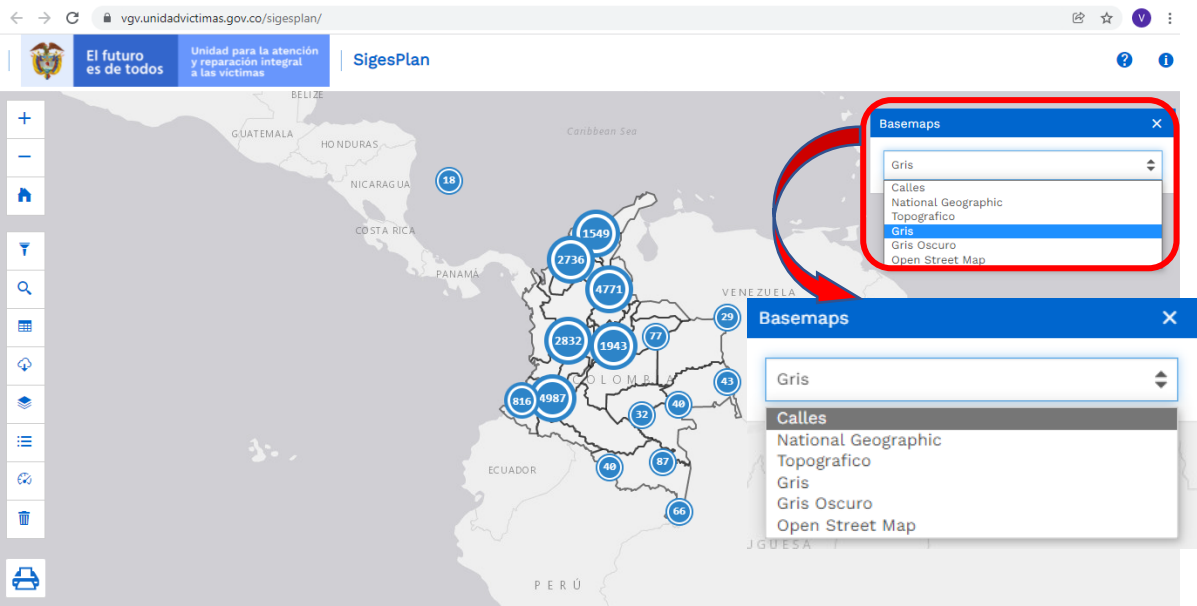 vgv.unidadvictimas.gov.co/sigesplan/
V
El futuro
es de todos
Unidad para la atención
y reparación integral
a las víctimas
SigesPlan
?
i
BELIZE
GUATEMALA
HONDURAS
Caribbean Sea
NICARAGUA
18
COSTA RICA
1549
2736
PANAMÁ
4771
VENEZUELA
29
77
2832
1943
COLOMBIA
43
816
4987
40
32
ECUADOR
40
87
66
UGUESA
PERÚ
Basemaps
×
Gris
Calles
National Geographic
Topografico
Gris
Gris Oscuro
Open Street Map
Basemaps
×
Gris
Calles
National Geographic
Topografico
Gris
Gris Oscuro
Open Street Map